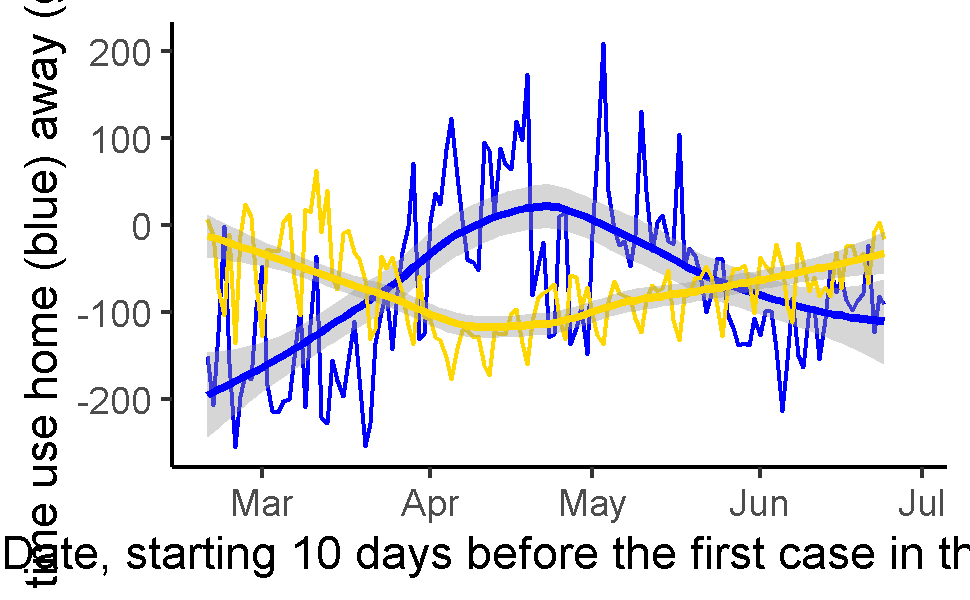 time use home (blue) away (
200
100
0
-100
-200
Mar Apr May Jun Jul
Date, starting 10 days before the first case in th